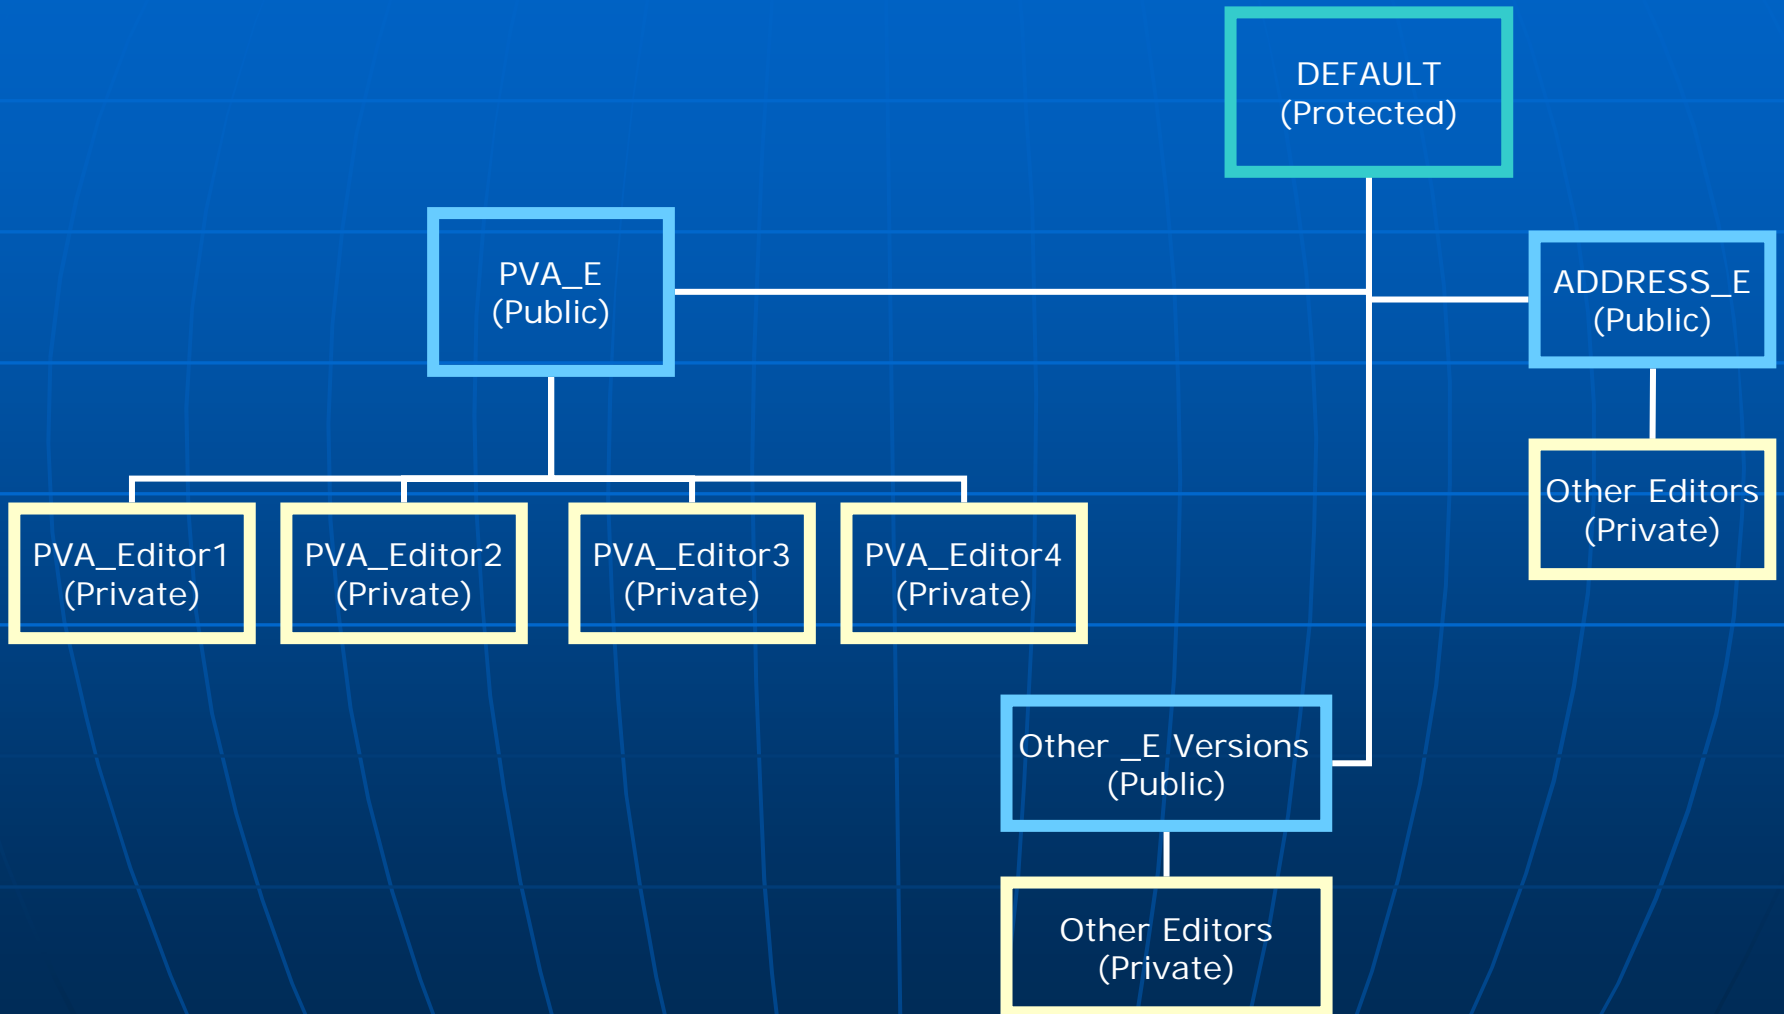 DEFAULT
(Protected)
PVA_E
(Public)
ADDRESS_E
(Public)
Other Editors
(Private)
PVA_Editor1
(Private)
PVA_Editor2
(Private)
PVA_Editor3
(Private)
PVA_Editor4
(Private)
Other _E Versions
(Public)
Other Editors
(Private)